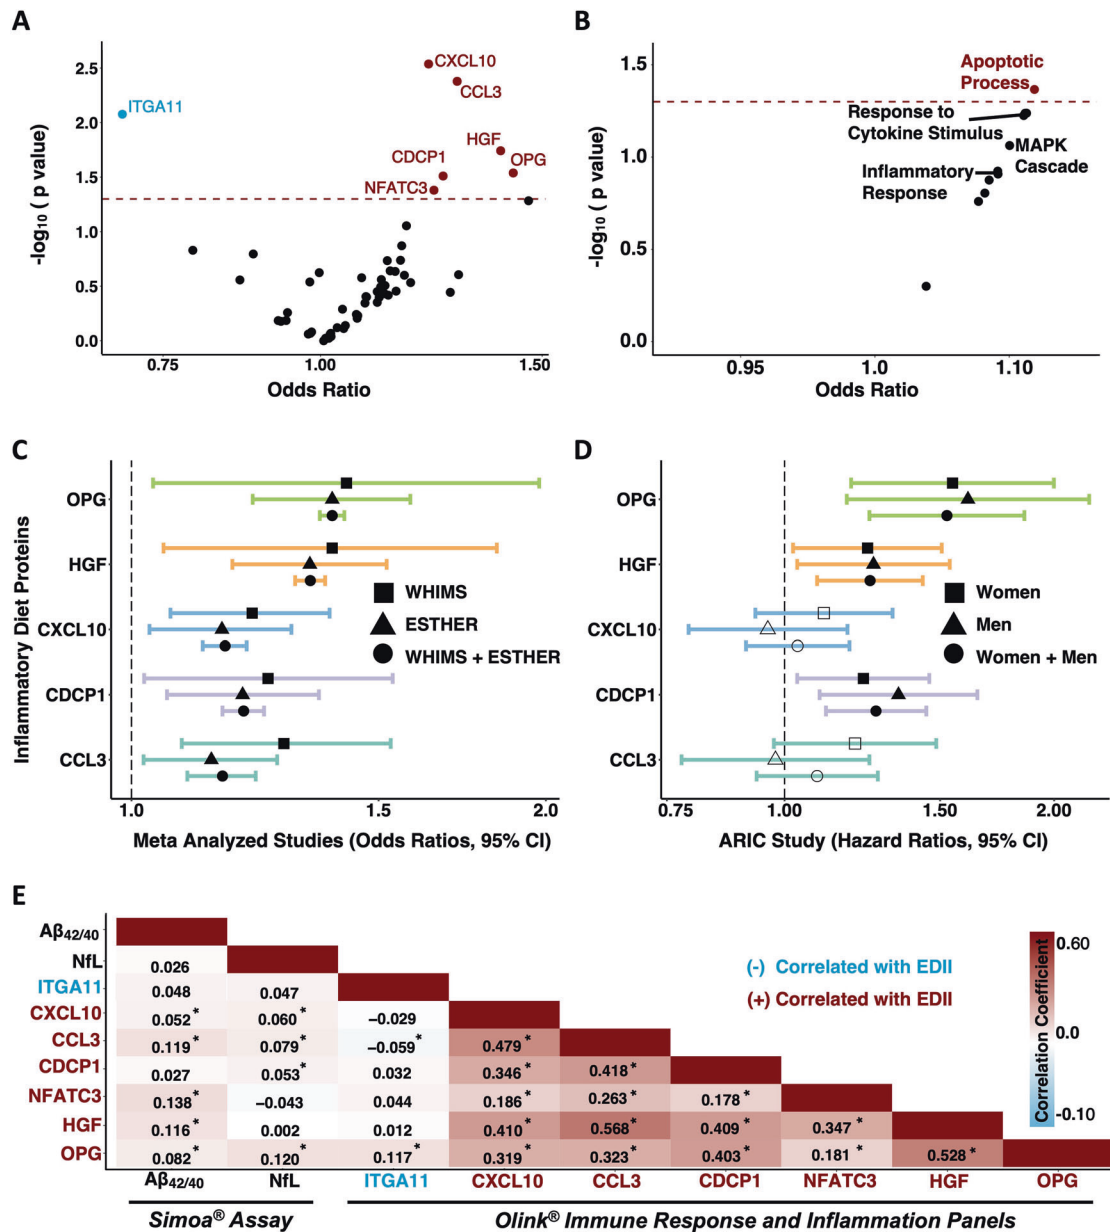 A
-log₁₀ ( p value)
2.5
2.0
1.5
1.0
0.5
0.0
CXCL10
CCL3
ITGA11
HGF
OPG
CDCP1
NFATC3
0.75
1.00
1.50
Odds Ratio
B
-log₁₀ ( p value)
1.5
1.0
0.5
0.0
Apoptotic
Process
Response to
Cytokine Stimulus
MAPK
Cascade
Inflammatory
Response
0.95
1.0
1.10
Odds Ratio
C
Inflammatory Diet Proteins
OPG
HGF
CXCL10
CDCP1
CCL3
WHIMS
ESTHER
WHIMS + ESTHER
1.0
1.5
2.0
Meta Analyzed Studies (Odds Ratios, 95% CI)
D
OPG
HGF
CXCL10
CDCP1
CCL3
Women
Men
Women + Men
0.75
1.00
1.50
2.00
ARIC Study (Hazard Ratios, 95% CI)
E
Aβ₄₂/₄₀
NfL 0.026
ITGA11 0.048 0.047
CXCL10 0.052* 0.060* −0.029
CCL3 0.119* 0.079* −0.059* 0.479*
CDCP1 0.027 0.053* 0.032 0.346* 0.418*
NFATC3 0.138* −0.043 0.044 0.186* 0.263* 0.178*
HGF 0.116* 0.002 0.012 0.410* 0.568* 0.409* 0.347*
OPG 0.082* 0.120* 0.117* 0.319* 0.323* 0.403* 0.181* 0.528*
Aβ₄₂/₄₀ NfL ITGA11 CXCL10 CCL3 CDCP1 NFATC3 HGF OPG
Simoa® Assay
Olink® Immune Response and Inflammation Panels
(-) Correlated with EDII
(+) Correlated with EDII
Correlation Coefficient
0.60
0.0
-0.10